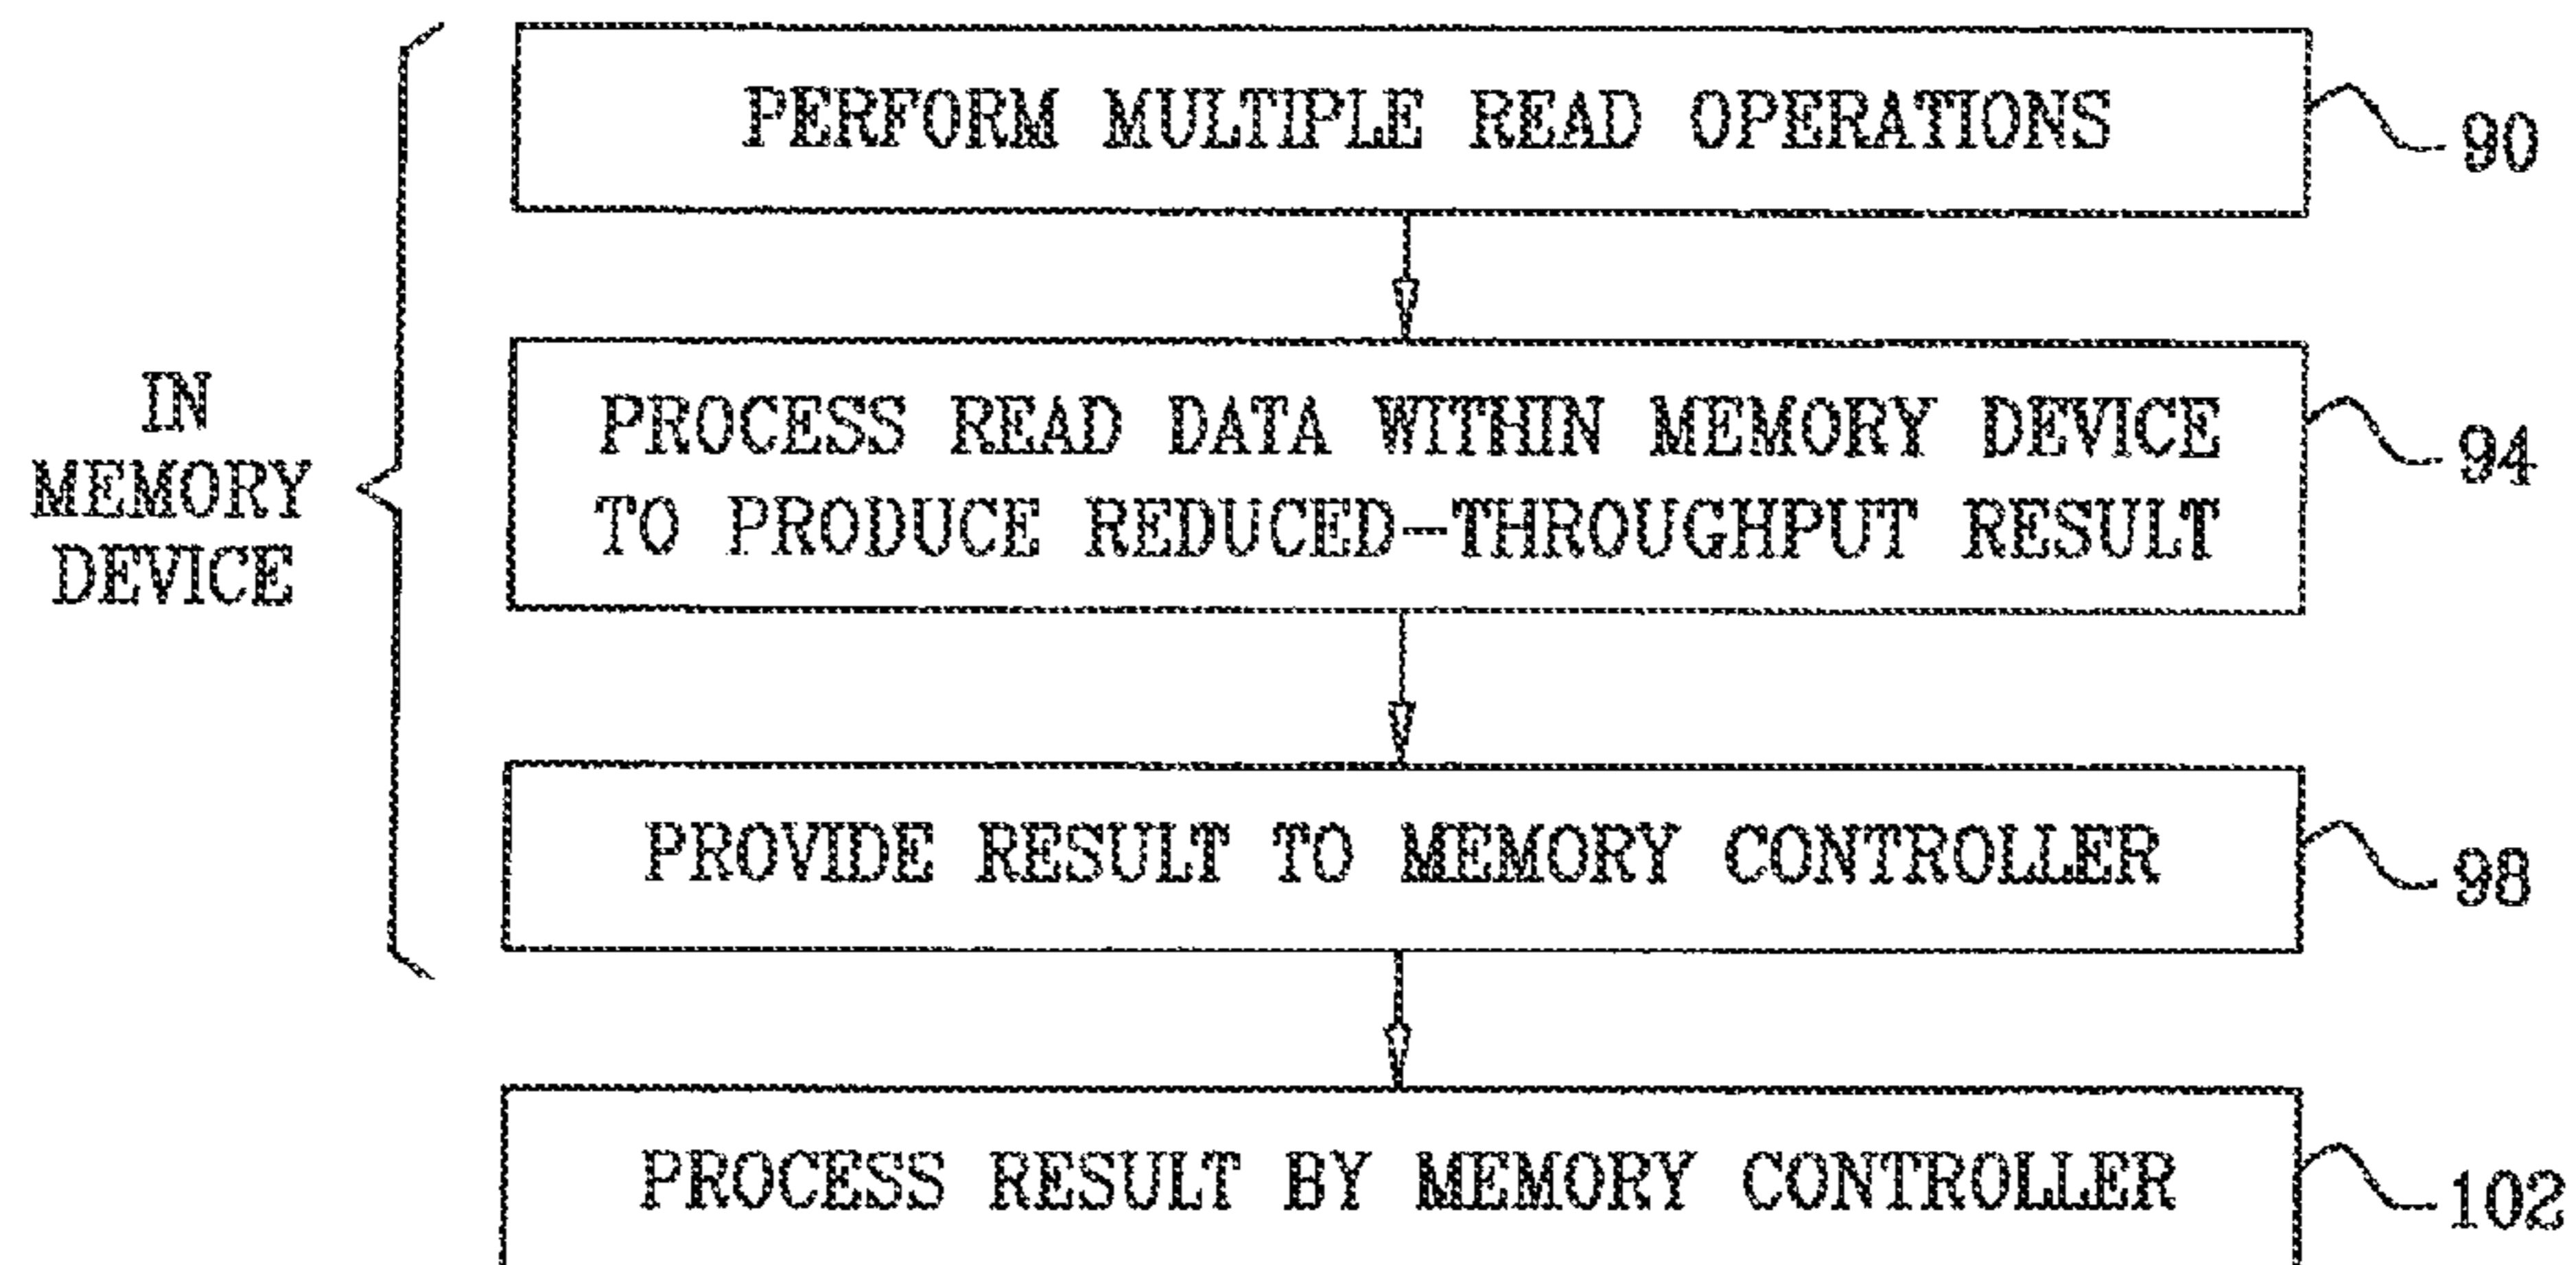 PERFORM MULTIPLE READ OPERATIONS
90
IN
MEMORY
DEVICE
PROCESS READ DATA WITHIN MEMORY DEVICE
TO PRODUCE REDUCED-THROUGHPUT RESULT
94
PROVIDE RESULT TO MEMORY CONTROLLER
98
PROCESS RESULT BY MEMORY CONTROLLER
102